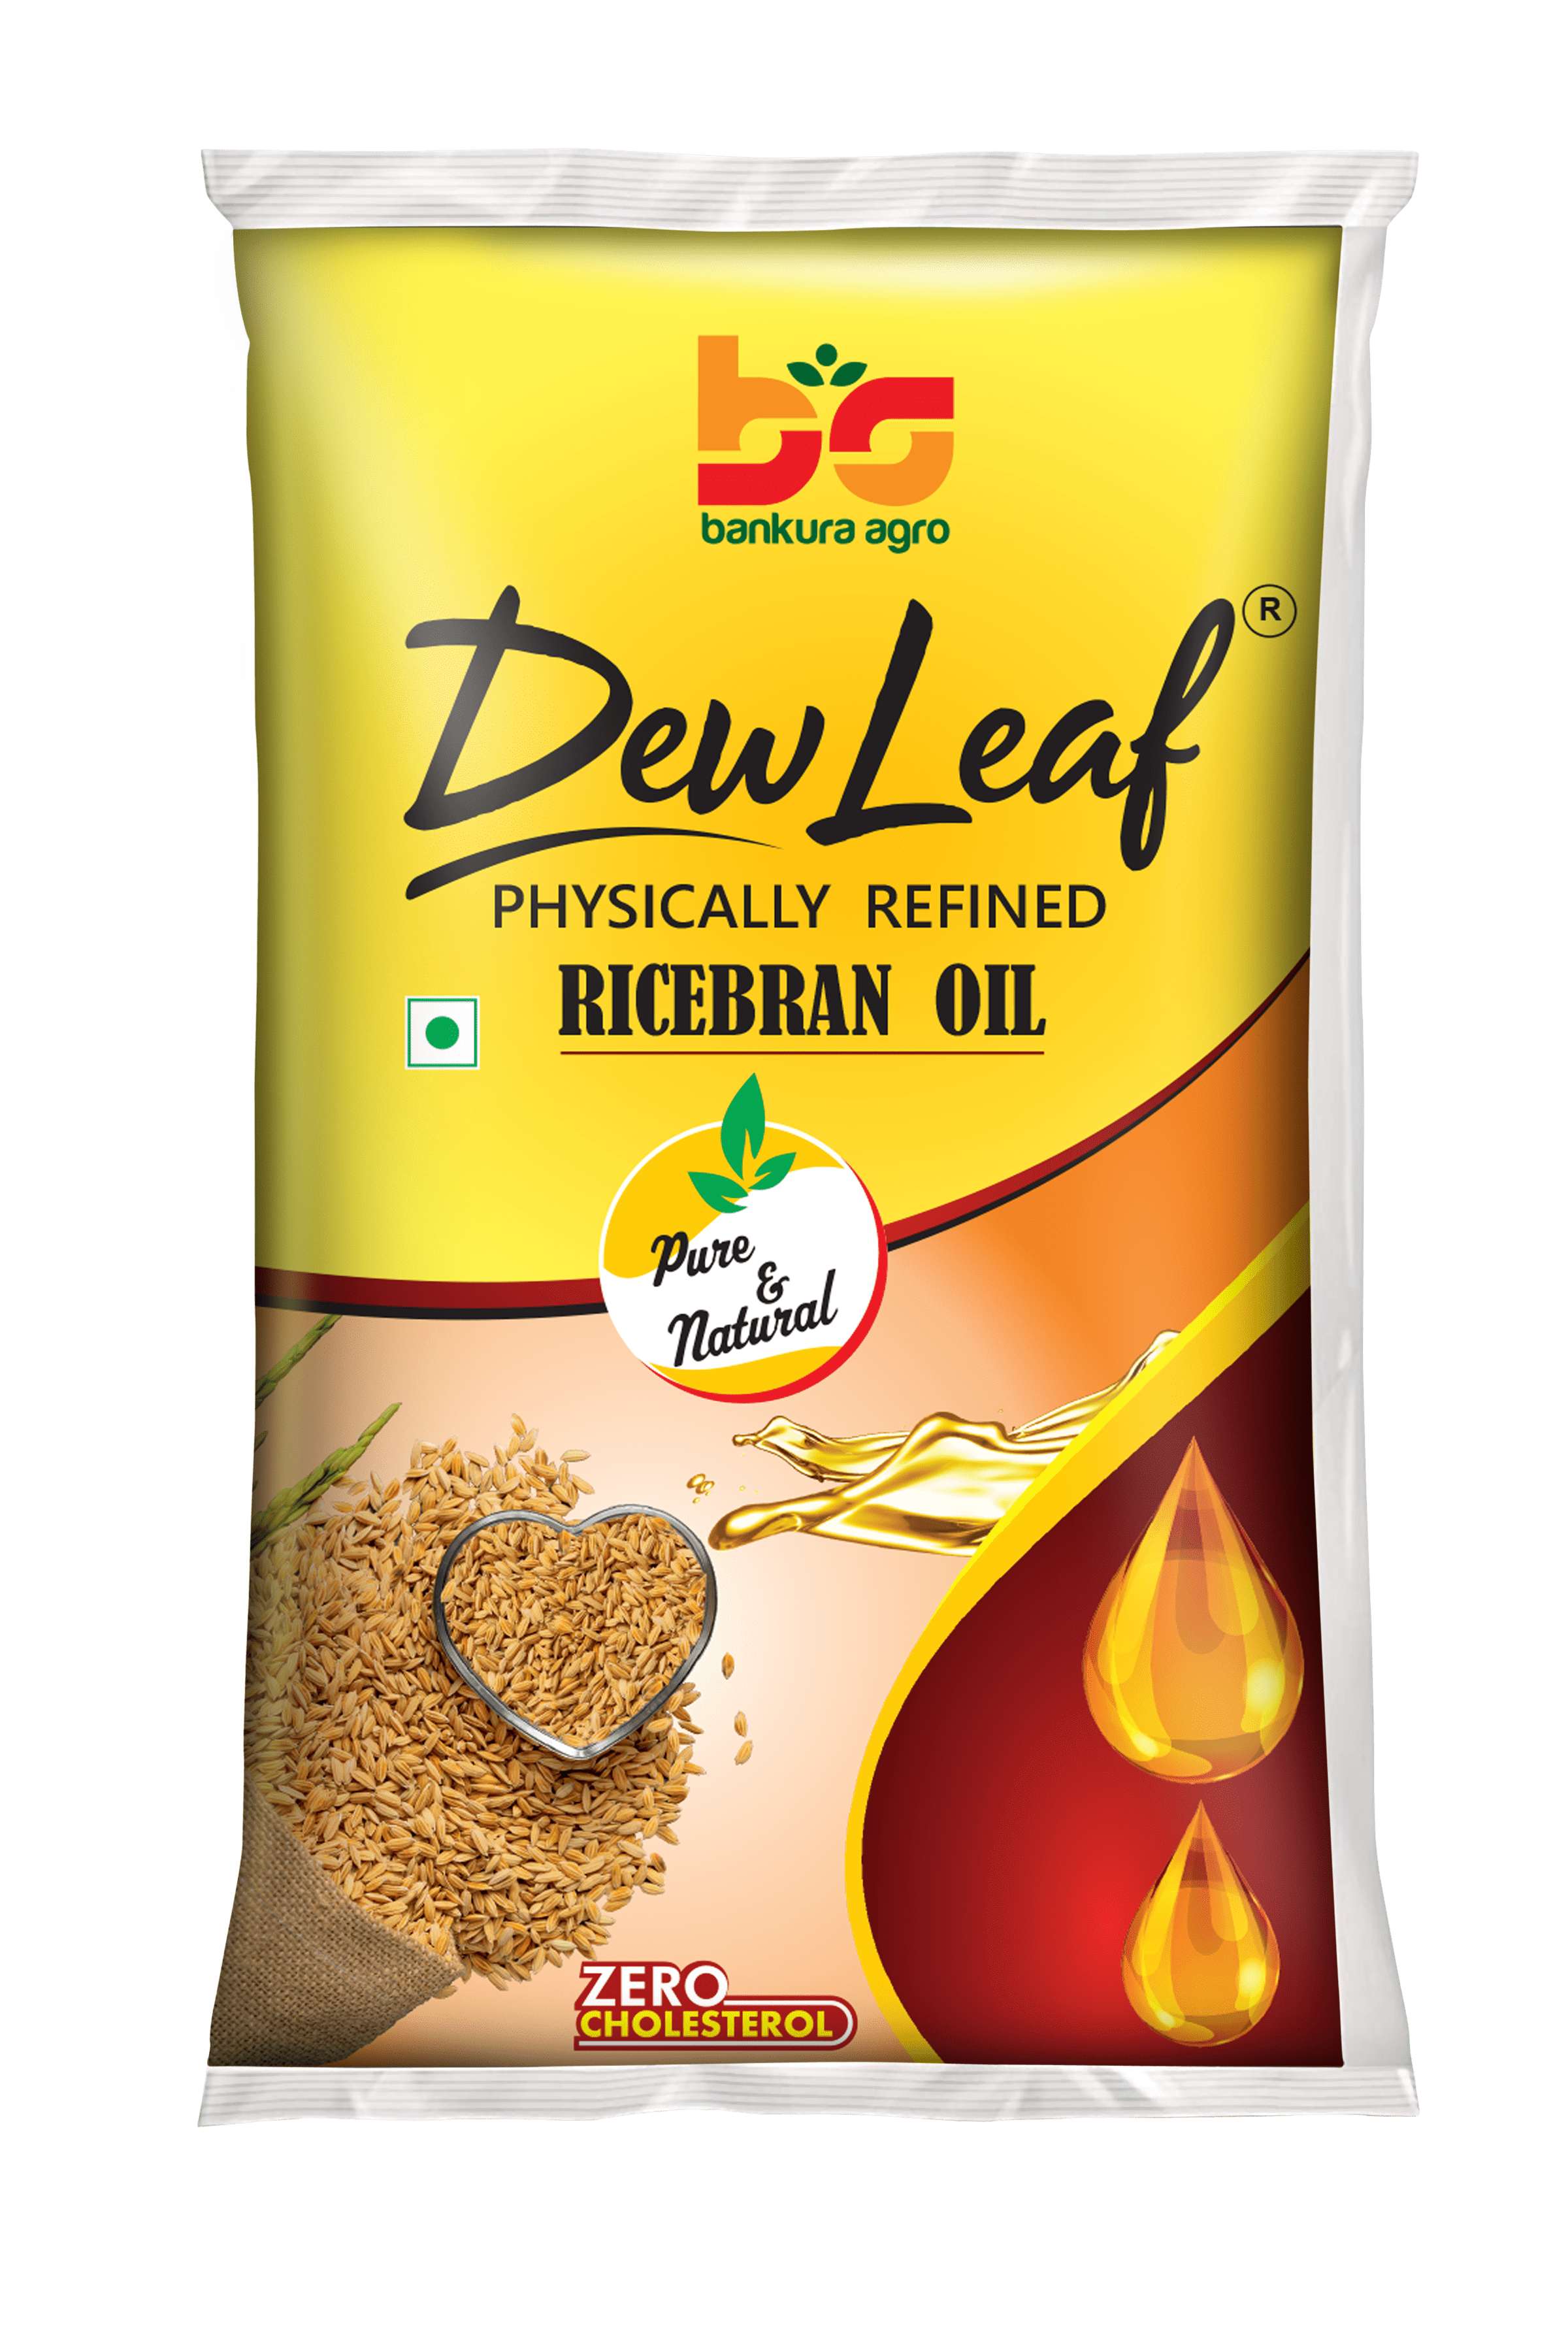 bankura agro
Dew Leaf ®
PHYSICALLY REFINED
RICEBRAN OIL
Pure
&
Natural
ZERO
CHOLESTEROL